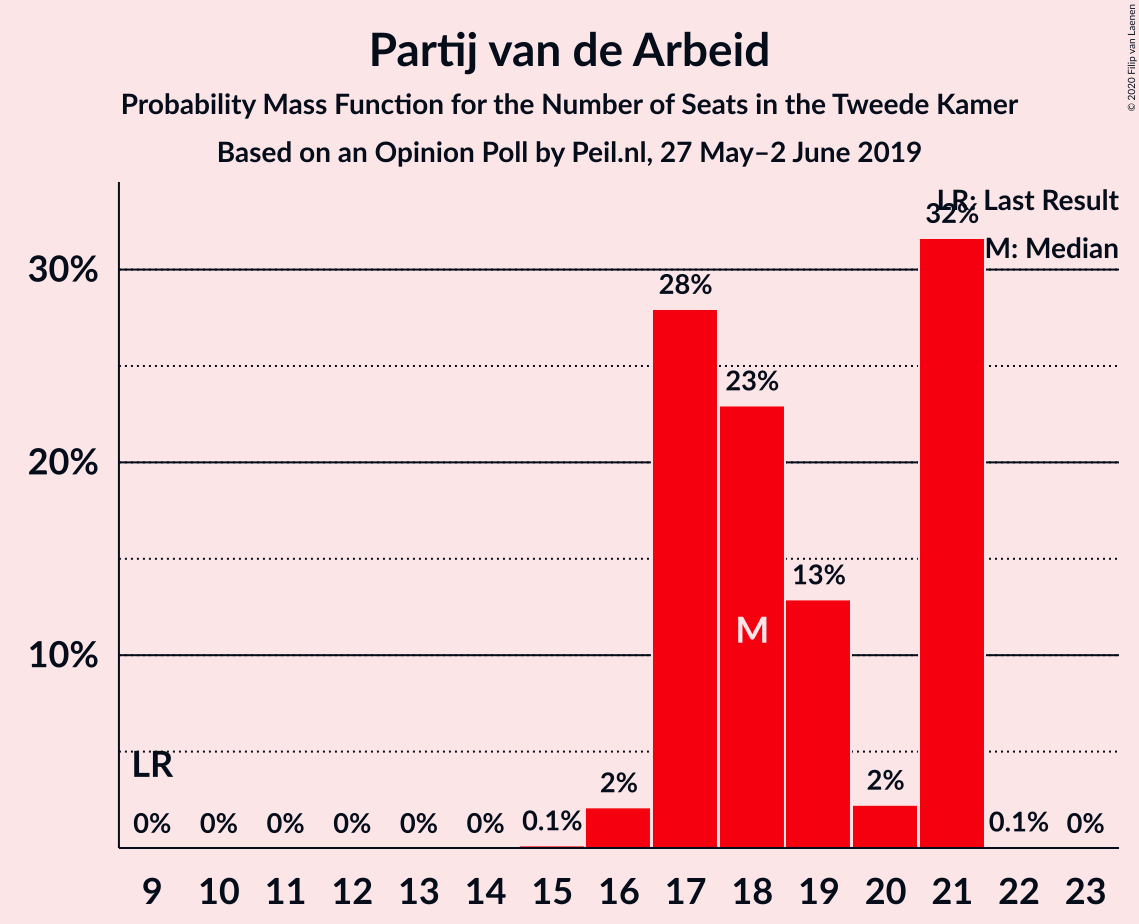 Partij van de Arbeid
Probability Mass Function for the Number of Seats in the Tweede Kamer
Based on an Opinion Poll by Peil.nl, 27 May–2 June 2019
© 2020 Filip van Laenen
LR: Last Result
M: Median
30%
20%
10%
32%
28%
23%
13%
M
LR
0% 0% 0% 0% 0% 0% 0.1% 2% 2% 0.1% 0%
9 10 11 12 13 14 15 16 17 18 19 20 21 22 23